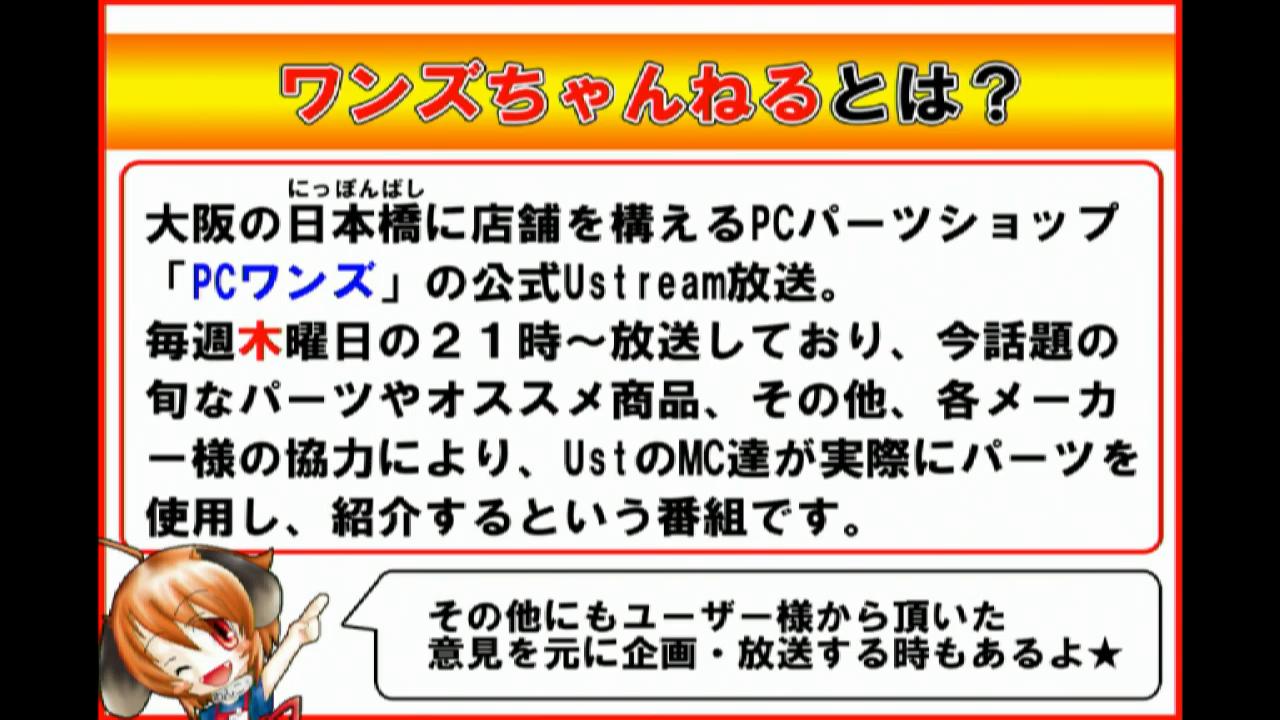 ワンズちゃんねるとは？
にっぽんばし
大阪の日本橋に店舗を構えるPCパーツショップ
「PCワンズ」の公式Ustream放送。
毎週木曜日の２１時～放送しており、今話題の
旬なパーツやオススメ商品、その他、各メーカ
ー様の協力により、UstのMC達が実際にパーツを
使用し、紹介するという番組です。
その他にもユーザー様から頂いた
意見を元に企画・放送する時もあるよ★